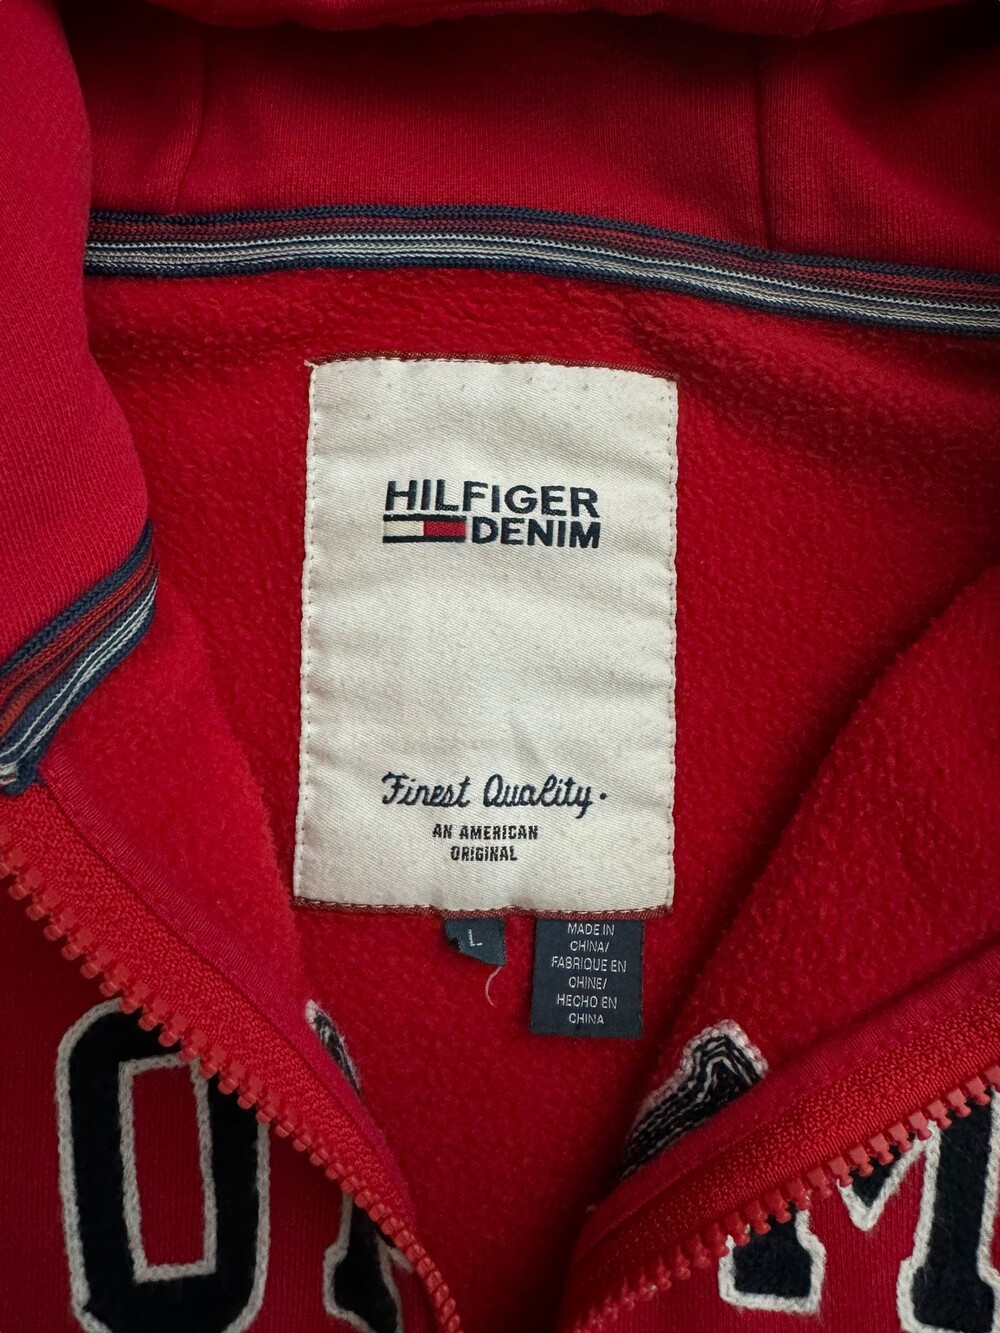 HILFIGER
DENIM
Finest Quality.
AN AMERICAN
ORIGINAL
L
MADE IN
CHINA/
FABRIQUE EN
CHINE/
HECHO EN
CHINA
O
M